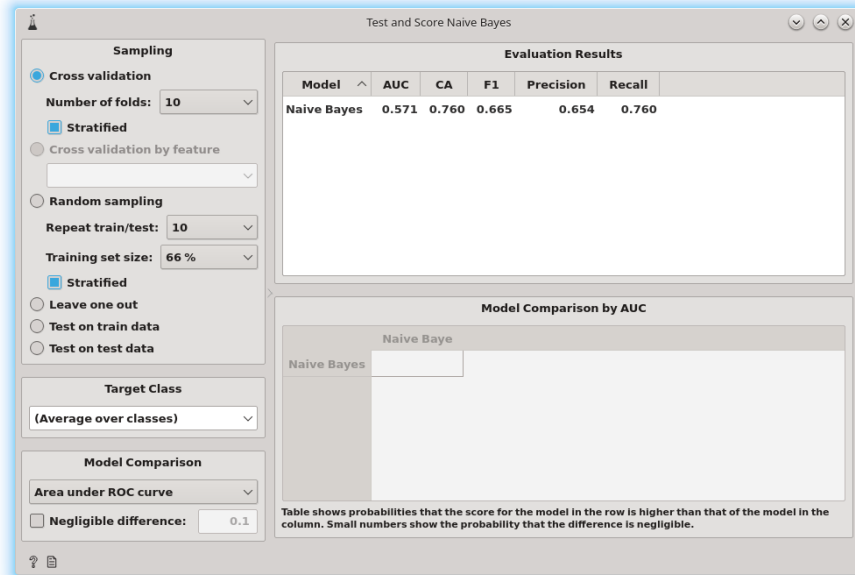 Test and Score Naive Bayes
Sampling
Cross validation
Number of folds: 10
Stratified
Cross validation by feature
Random sampling
Repeat train/test: 10
Training set size: 66 %
Stratified
Leave one out
Test on train data
Test on test data
Target Class
(Average over classes)
Model Comparison
Area under ROC curve
Negligible difference: 0.1
Evaluation Results
Model AUC CA F1 Precision Recall
Naive Bayes 0.571 0.760 0.665 0.654 0.760
Model Comparison by AUC
Naive Baye
Naive Bayes
Table shows probabilities that the score for the model in the row is higher than that of the model in the
column. Small numbers show the probability that the difference is negligible.
?